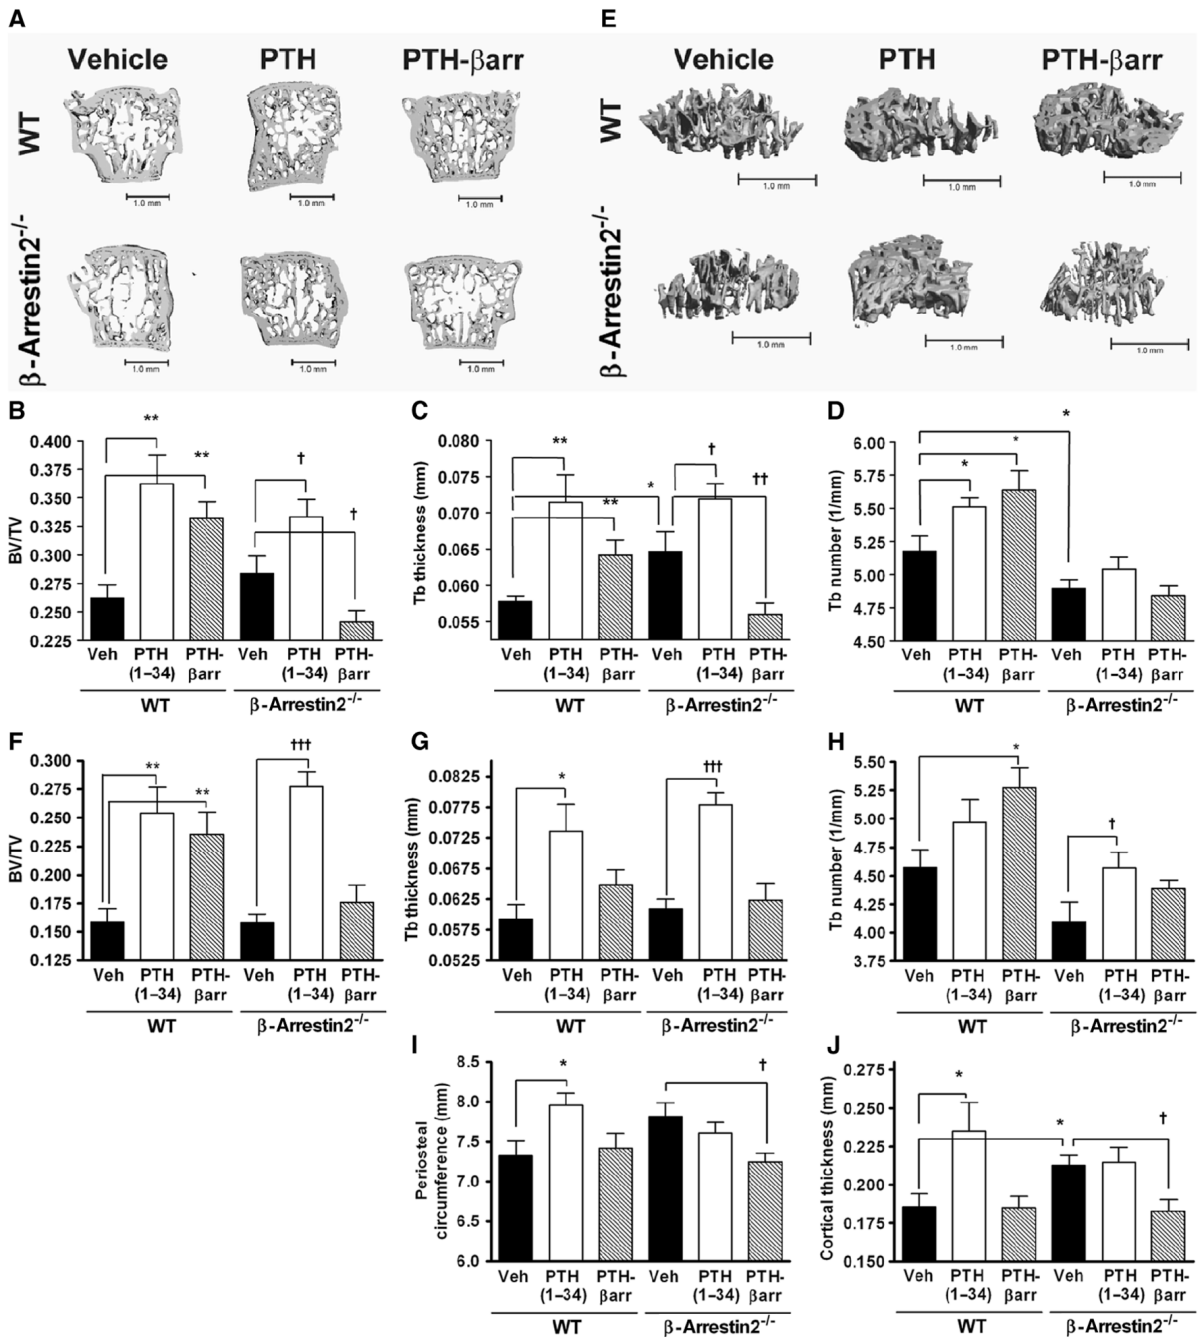 A
Vehicle PTH PTH-βarr
WT
1.0 mm 1.0 mm 1.0 mm
β-Arrestin2-/-
1.0 mm 1.0 mm 1.0 mm
E
Vehicle PTH PTH-βarr
WT
1.0 mm 1.0 mm 1.0 mm
β-Arrestin2-/-
1.0 mm 1.0 mm 1.0 mm
B
BV/TV
0.400
0.375
0.350
0.325
0.300
0.275
0.250
0.225
** ** † †
Veh PTH PTH- Veh PTH PTH-
(1–34) βarr (1–34) βarr
WT β-Arrestin2-/-
C
Tb thickness (mm)
0.080
0.075
0.070
0.065
0.060
0.055
** ** * † ††
Veh PTH PTH- Veh PTH PTH-
(1–34) βarr (1–34) βarr
WT β-Arrestin2-/-
D
Tb number (1/mm)
6.00
5.75
5.50
5.25
5.00
4.75
4.50
* * *
Veh PTH PTH- Veh PTH PTH-
(1–34) βarr (1–34) βarr
WT β-Arrestin2-/-
F
BV/TV
0.300
0.275
0.250
0.225
0.200
0.175
0.150
0.125
** ** †††
Veh PTH PTH- Veh PTH PTH-
(1–34) βarr (1–34) βarr
WT β-Arrestin2-/-
G
Tb thickness (mm)
0.0825
0.0775
0.0725
0.0675
0.0625
0.0575
0.0525
* †††
Veh PTH PTH- Veh PTH PTH-
(1–34) βarr (1–34) βarr
WT β-Arrestin2-/-
H
Tb number (1/mm)
5.50
5.25
5.00
4.75
4.50
4.25
4.00
3.75
* †
Veh PTH PTH- Veh PTH PTH-
(1–34) βarr (1–34) βarr
WT β-Arrestin2-/-
I
Periosteal
circumference (mm)
8.5
8.0
7.5
7.0
6.5
6.0
* †
Veh PTH PTH- Veh PTH PTH-
(1–34) βarr (1–34) βarr
WT β-Arrestin2-/-
J
Cortical thickness (mm)
0.275
0.250
0.225
0.200
0.175
0.150
* * †
Veh PTH PTH- Veh PTH PTH-
(1–34) βarr (1–34) βarr
WT β-Arrestin2-/-